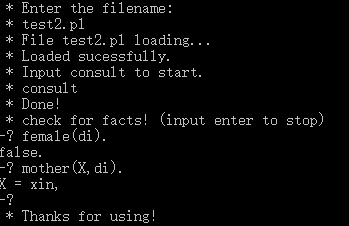 * Enter the filename:
* test2.pl
* File test2.pl loading...
* Loaded sucessfully.
* Input consult to start.
* consult
* Done!
* check for facts! (input enter to stop)
-? female(di).
false.
-? mother(X,di).
X = xin,
-?
* Thanks for using!